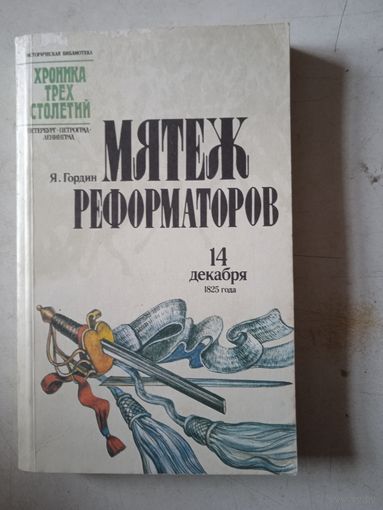 ИСТОРИЧЕСКАЯ БИБЛИОТЕКА
ХРОНИКА
ТРЕХ
СТОЛЕТИЙ
ПЕТЕРБУРГ-ПЕТРОГРАД-
ЛЕНИНГРАД
Я. Гордин
МЯТЕЖ
РЕФОРМАТОРОВ
14
декабря
1825 года